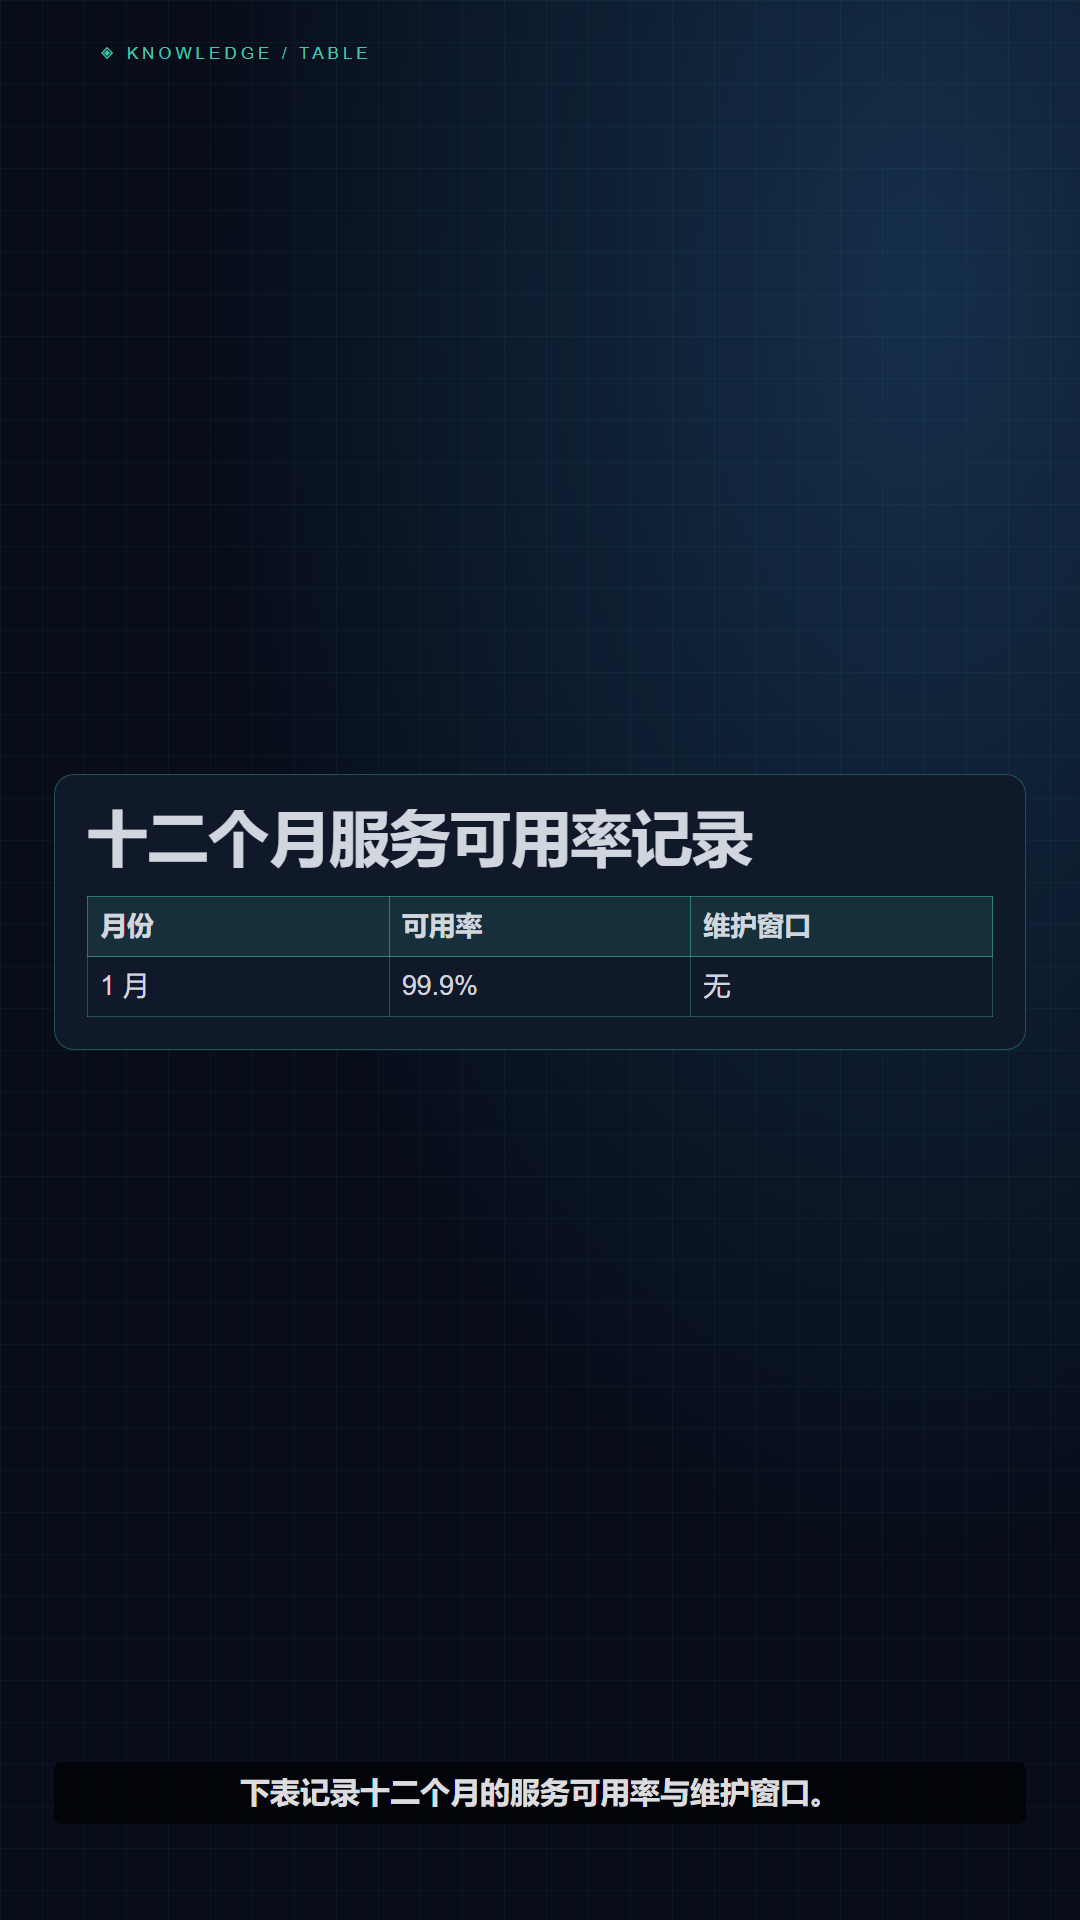 ◈ KNOWLEDGE / TABLE
十二个月服务可用率记录
月份 可用率 维护窗口
1 月 99.9% 无
下表记录十二个月的服务可用率与维护窗口。